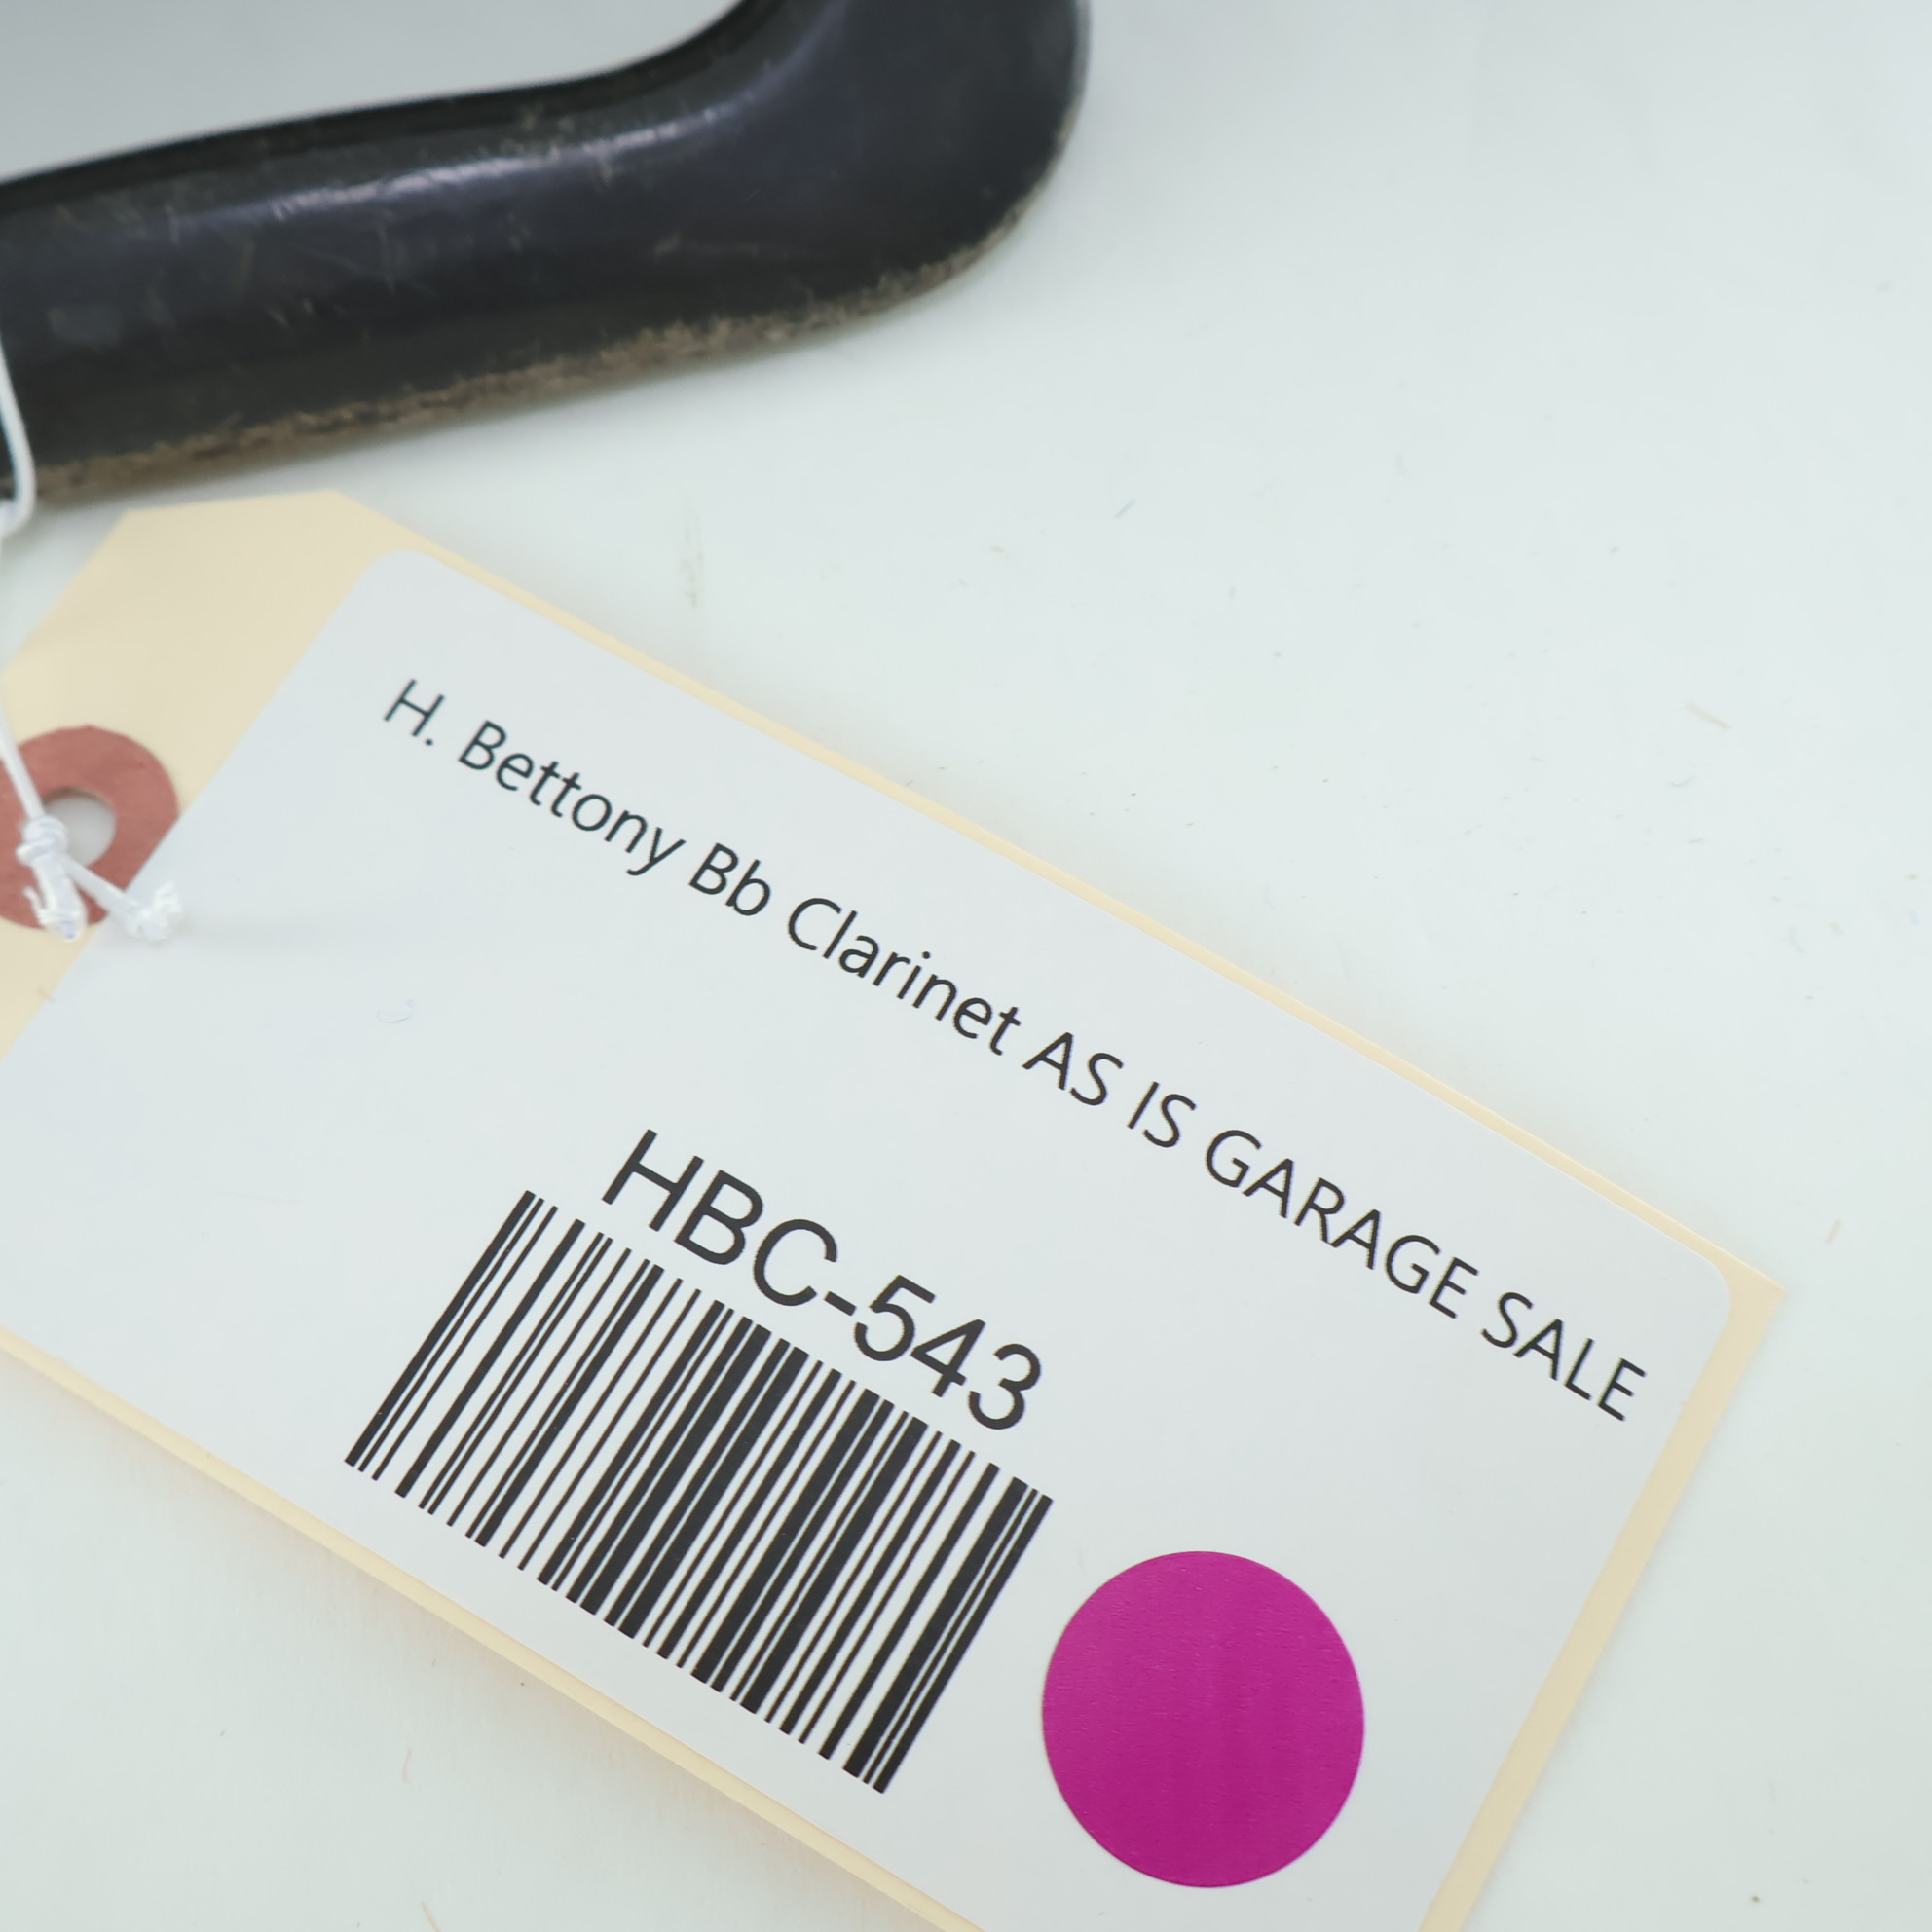 H. Bettony Bb Clarinet AS IS GARAGE SALE
HBC-543